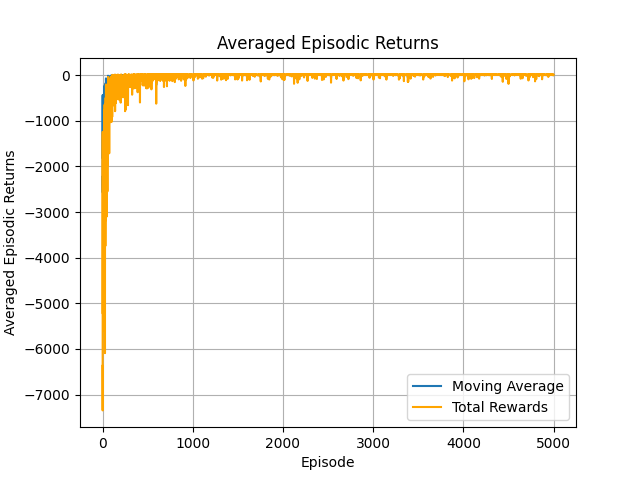 Averaged Episodic Returns
0
−1000
−2000
−3000
−4000
−5000
−6000
−7000
Averaged Episodic Returns
Moving Average
Total Rewards
0 1000 2000 3000 4000 5000
Episode